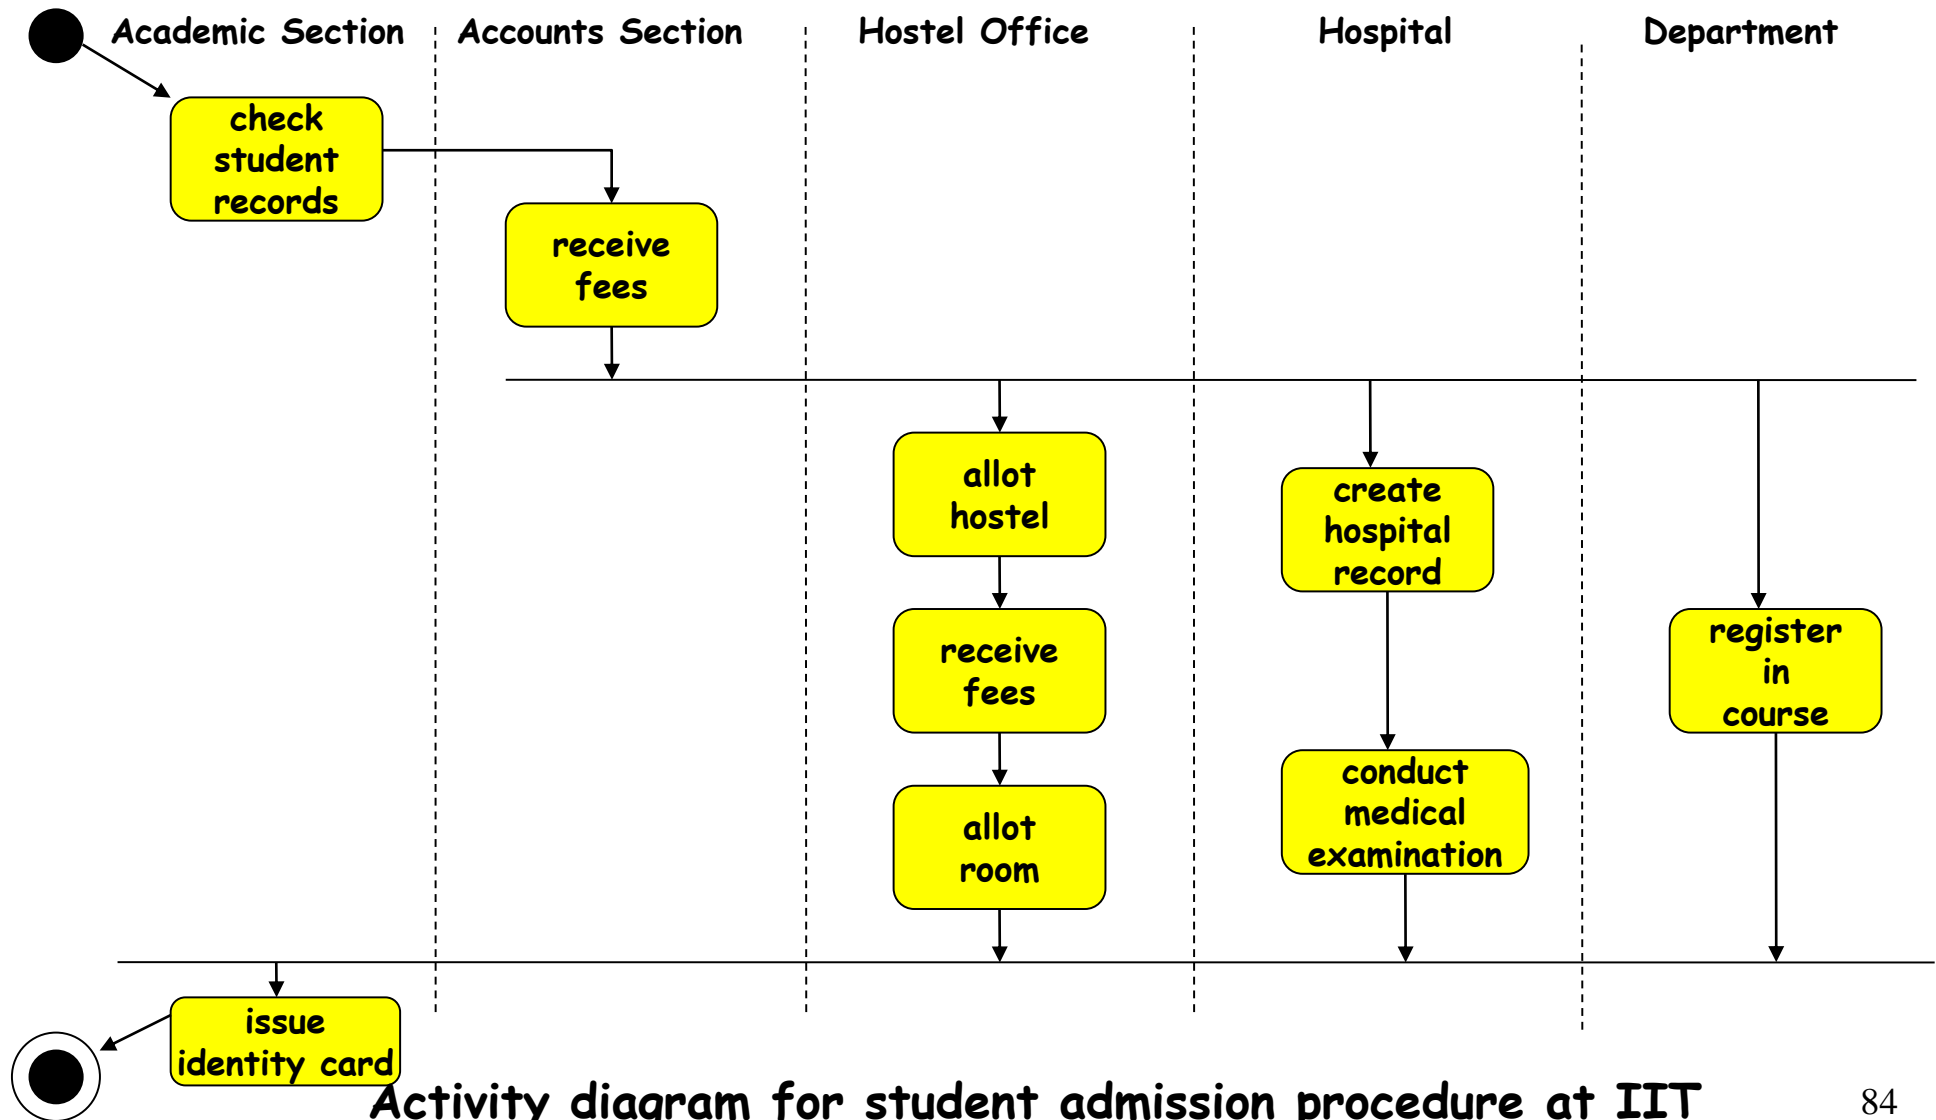 Academic Section
Accounts Section
Hostel Office
Hospital
Department
check
student
records
receive
fees
allot
hostel
receive
fees
allot
room
create
hospital
record
conduct
medical
examination
register
in
course
issue
identity card
Activity diagram for student admission procedure at IIT
84